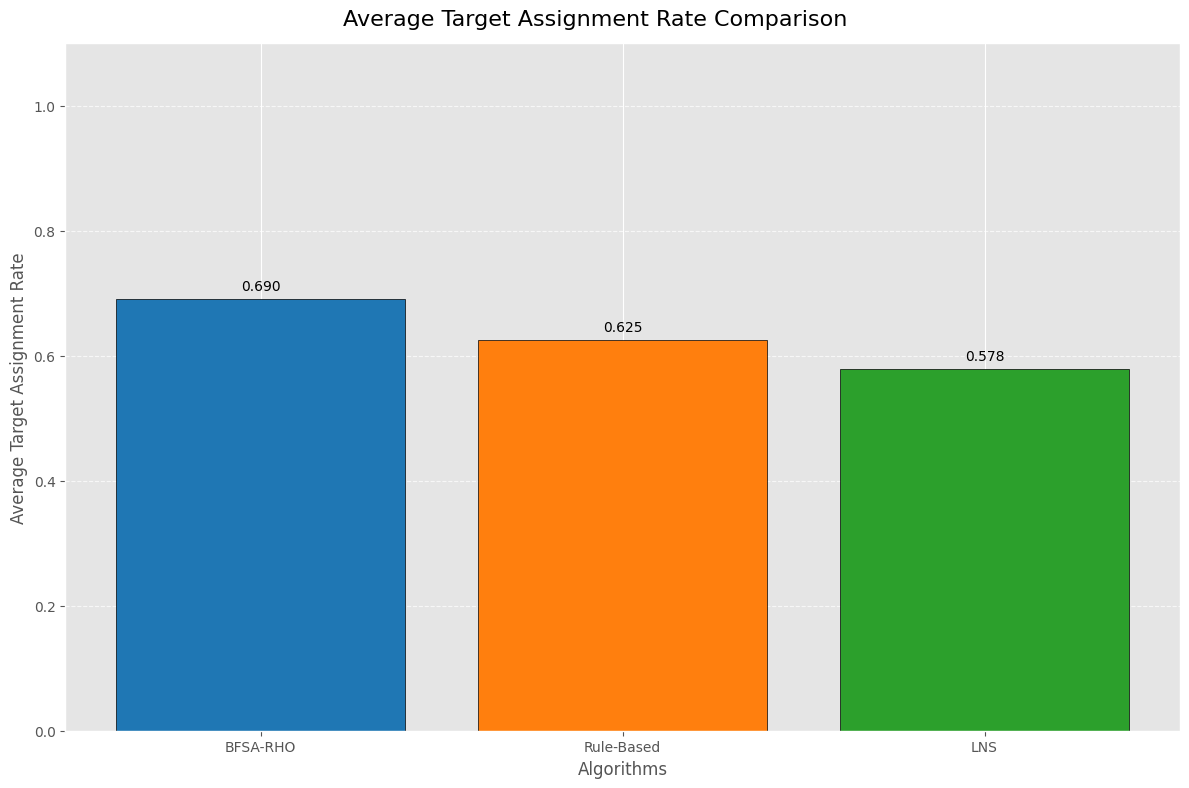 Average Target Assignment Rate Comparison
Average Target Assignment Rate
1.0
0.8
0.6
0.4
0.2
0.0
0.690
0.625
0.578
BFSA-RHO
Rule-Based
LNS
Algorithms